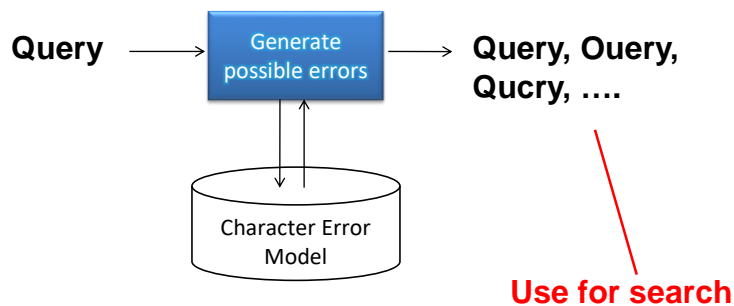 Query
Generate
possible errors
Query, Ouery,
Qucry, ….
Character Error
Model
Use for search